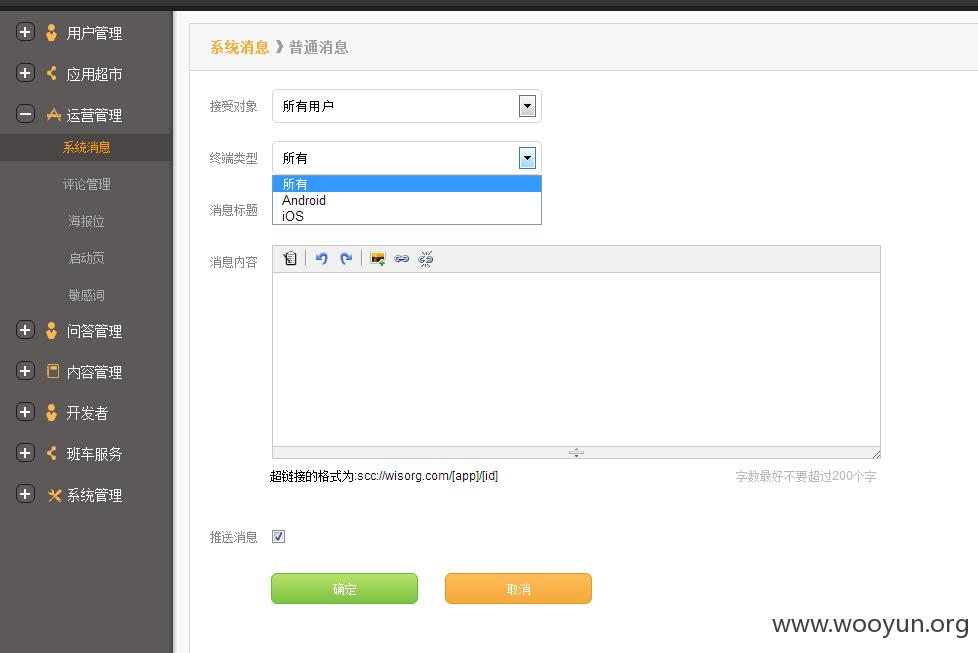 用户管理
应用超市
运营管理
系统消息
评论管理
海报位
启动页
敏感词
问答管理
内容管理
开发者
班车服务
系统管理
系统消息 》普通消息
接受对象 所有用户
终端类型 所有
所有
Android
iOS
消息标题
消息内容
超链接的格式为:scc://wisorg.com/[app]/[id] 字数最好不要超过200个字
推送消息
确定 取消
www.wooyun.org